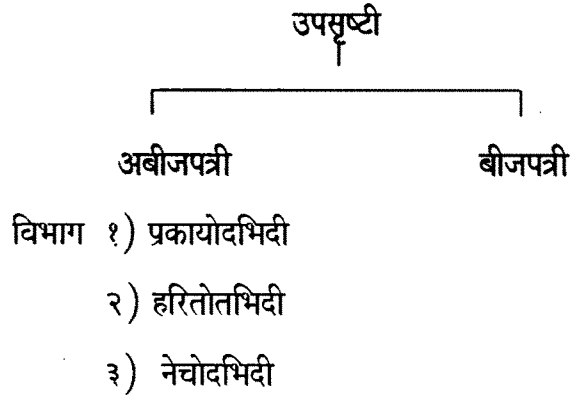 उपसृष्टी
अबीजपत्री बीजपत्री
विभाग १) प्रकायोदभिदी
२) हरितोतभिदी
३) नेचोदभिदी